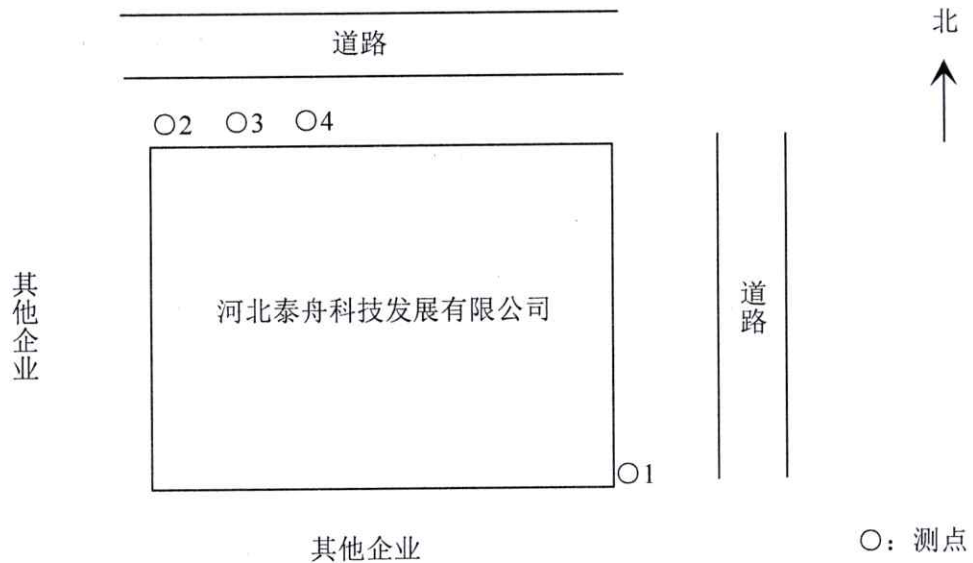 道路
北
○2 ○3 ○4
其他企业
河北泰舟科技发展有限公司
道路
○1
其他企业
○：测点